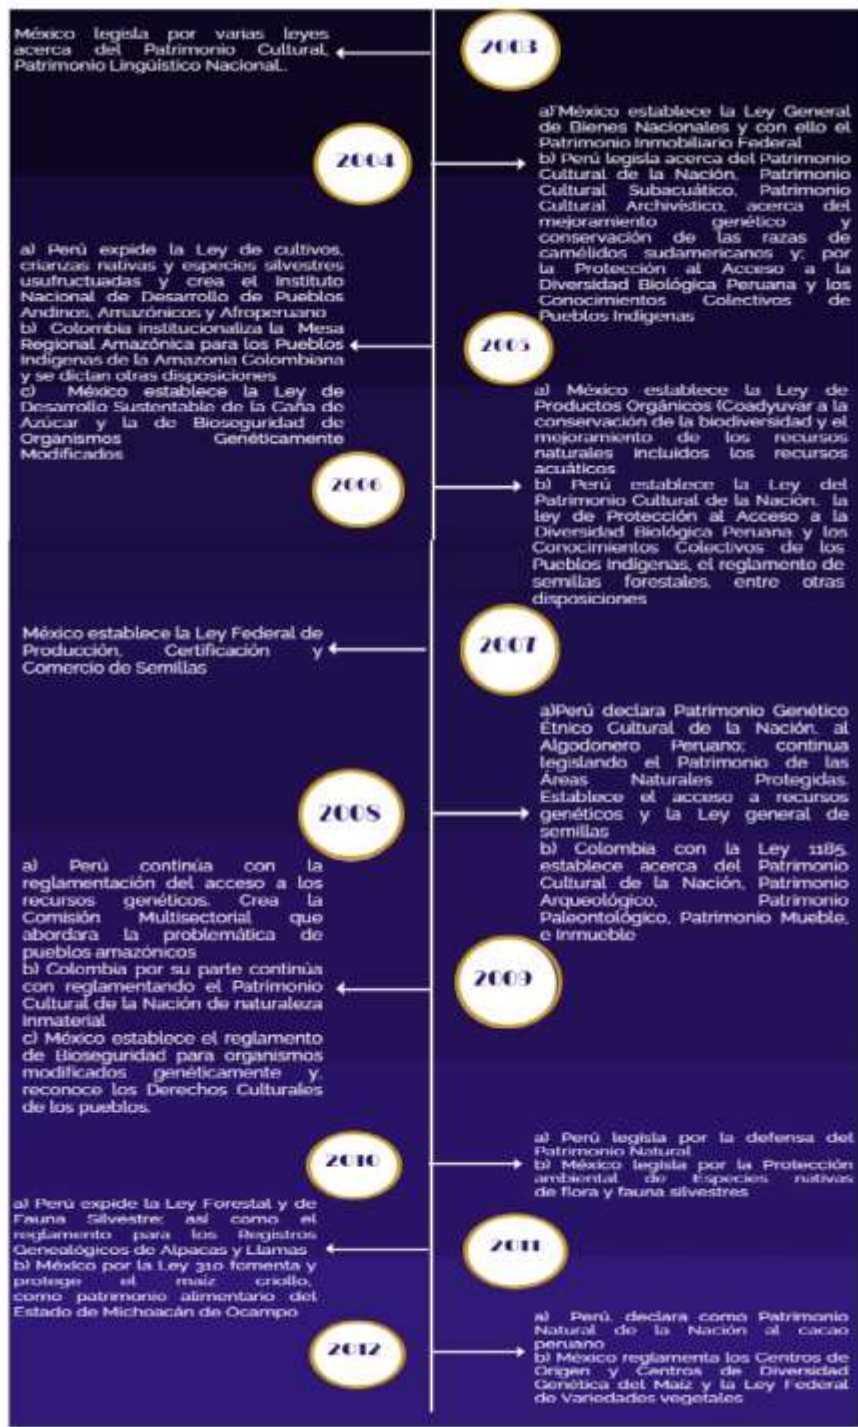 2003
México legisla por varias leyes
acerca del Patrimonio Cultural,
Patrimonio Lingüístico Nacional..
2004
a)'México establece la Ley General
de Bienes Nacionales y con ello el
Patrimonio Inmobiliario Federal
b) Perú legisla acerca del Patrimonio
Cultural de la Nación, Patrimonio
Cultural Subacuático, Patrimonio
Cultural Archivístico, acerca del
mejoramiento genético y
conservación de las razas de
camélidos sudamericanos y; por
la Protección al Acceso a la
Diversidad Biológica Peruana y los
Conocimientos Colectivos de
Pueblos Indígenas
2005
a) Perú expide la Ley de cultivos,
crianzas nativas y especies silvestres
usufructuadas y crea el Instituto
Nacional de Desarrollo de Pueblos
Andinos, Amazónicos y Afroperuano
b) Colombia institucionaliza la Mesa
Regional Amazónica para los Pueblos
Indígenas de la Amazonia Colombiana
y se dictan otras disposiciones
c) México establece la Ley de
Desarrollo Sustentable de la Caña de
Azúcar y la de Bioseguridad de
Organismos Genéticamente
Modificados
2006
a) México establece la Ley de
Productos Orgánicos (Coadyuvar a la
conservación de la biodiversidad y el
mejoramiento de los recursos
naturales incluidos los recursos
acuáticos
b) Perú establece la Ley del
Patrimonio Cultural de la Nación, la
ley de Protección al Acceso a la
Diversidad Biológica Peruana y los
Conocimientos Colectivos de los
Pueblos Indígenas, el reglamento de
semillas forestales, entre otras
disposiciones
2007
México establece la Ley Federal de
Producción, Certificación y
Comercio de Semillas
2008
a)Perú declara Patrimonio Genético
Étnico Cultural de la Nación, al
Algodonero Peruano; continua
legislando el Patrimonio de las
Áreas Naturales Protegidas.
Establece el acceso a recursos
genéticos y la Ley general de
semillas
b) Colombia con la Ley 1185,
establece acerca del Patrimonio
Cultural de la Nación, Patrimonio
Arqueológico, Patrimonio
Paleontológico, Patrimonio Mueble,
e Inmueble
2009
a) Perú continúa con la
reglamentación del acceso a los
recursos genéticos. Crea la
Comisión Multisectorial que
abordara la problemática de
pueblos amazónicos
b) Colombia por su parte continúa
con reglamentando el Patrimonio
Cultural de la Nación de naturaleza
Inmaterial
c) México establece el reglamento
de Bioseguridad para organismos
modificados genéticamente y,
reconoce los Derechos Culturales
de los pueblos.
2010
a) Perú legisla por la defensa del
Patrimonio Natural
b) México legisla por la Protección
ambiental de Especies nativas
de flora y fauna silvestres
2011
a) Perú expide la Ley Forestal y de
Fauna Silvestre; así como el
reglamento para los Registros
Genealógicos de Alpacas y Llamas
b) México por la Ley 310 fomenta y
protege el maíz criollo,
como patrimonio alimentario del
Estado de Michoacán de Ocampo
2012
a) Perú, declara como Patrimonio
Natural de la Nación al cacao
peruano
b) México reglamenta los Centros de
Origen y Centros de Diversidad
Genética del Maíz y la Ley Federal
de Variedades vegetales